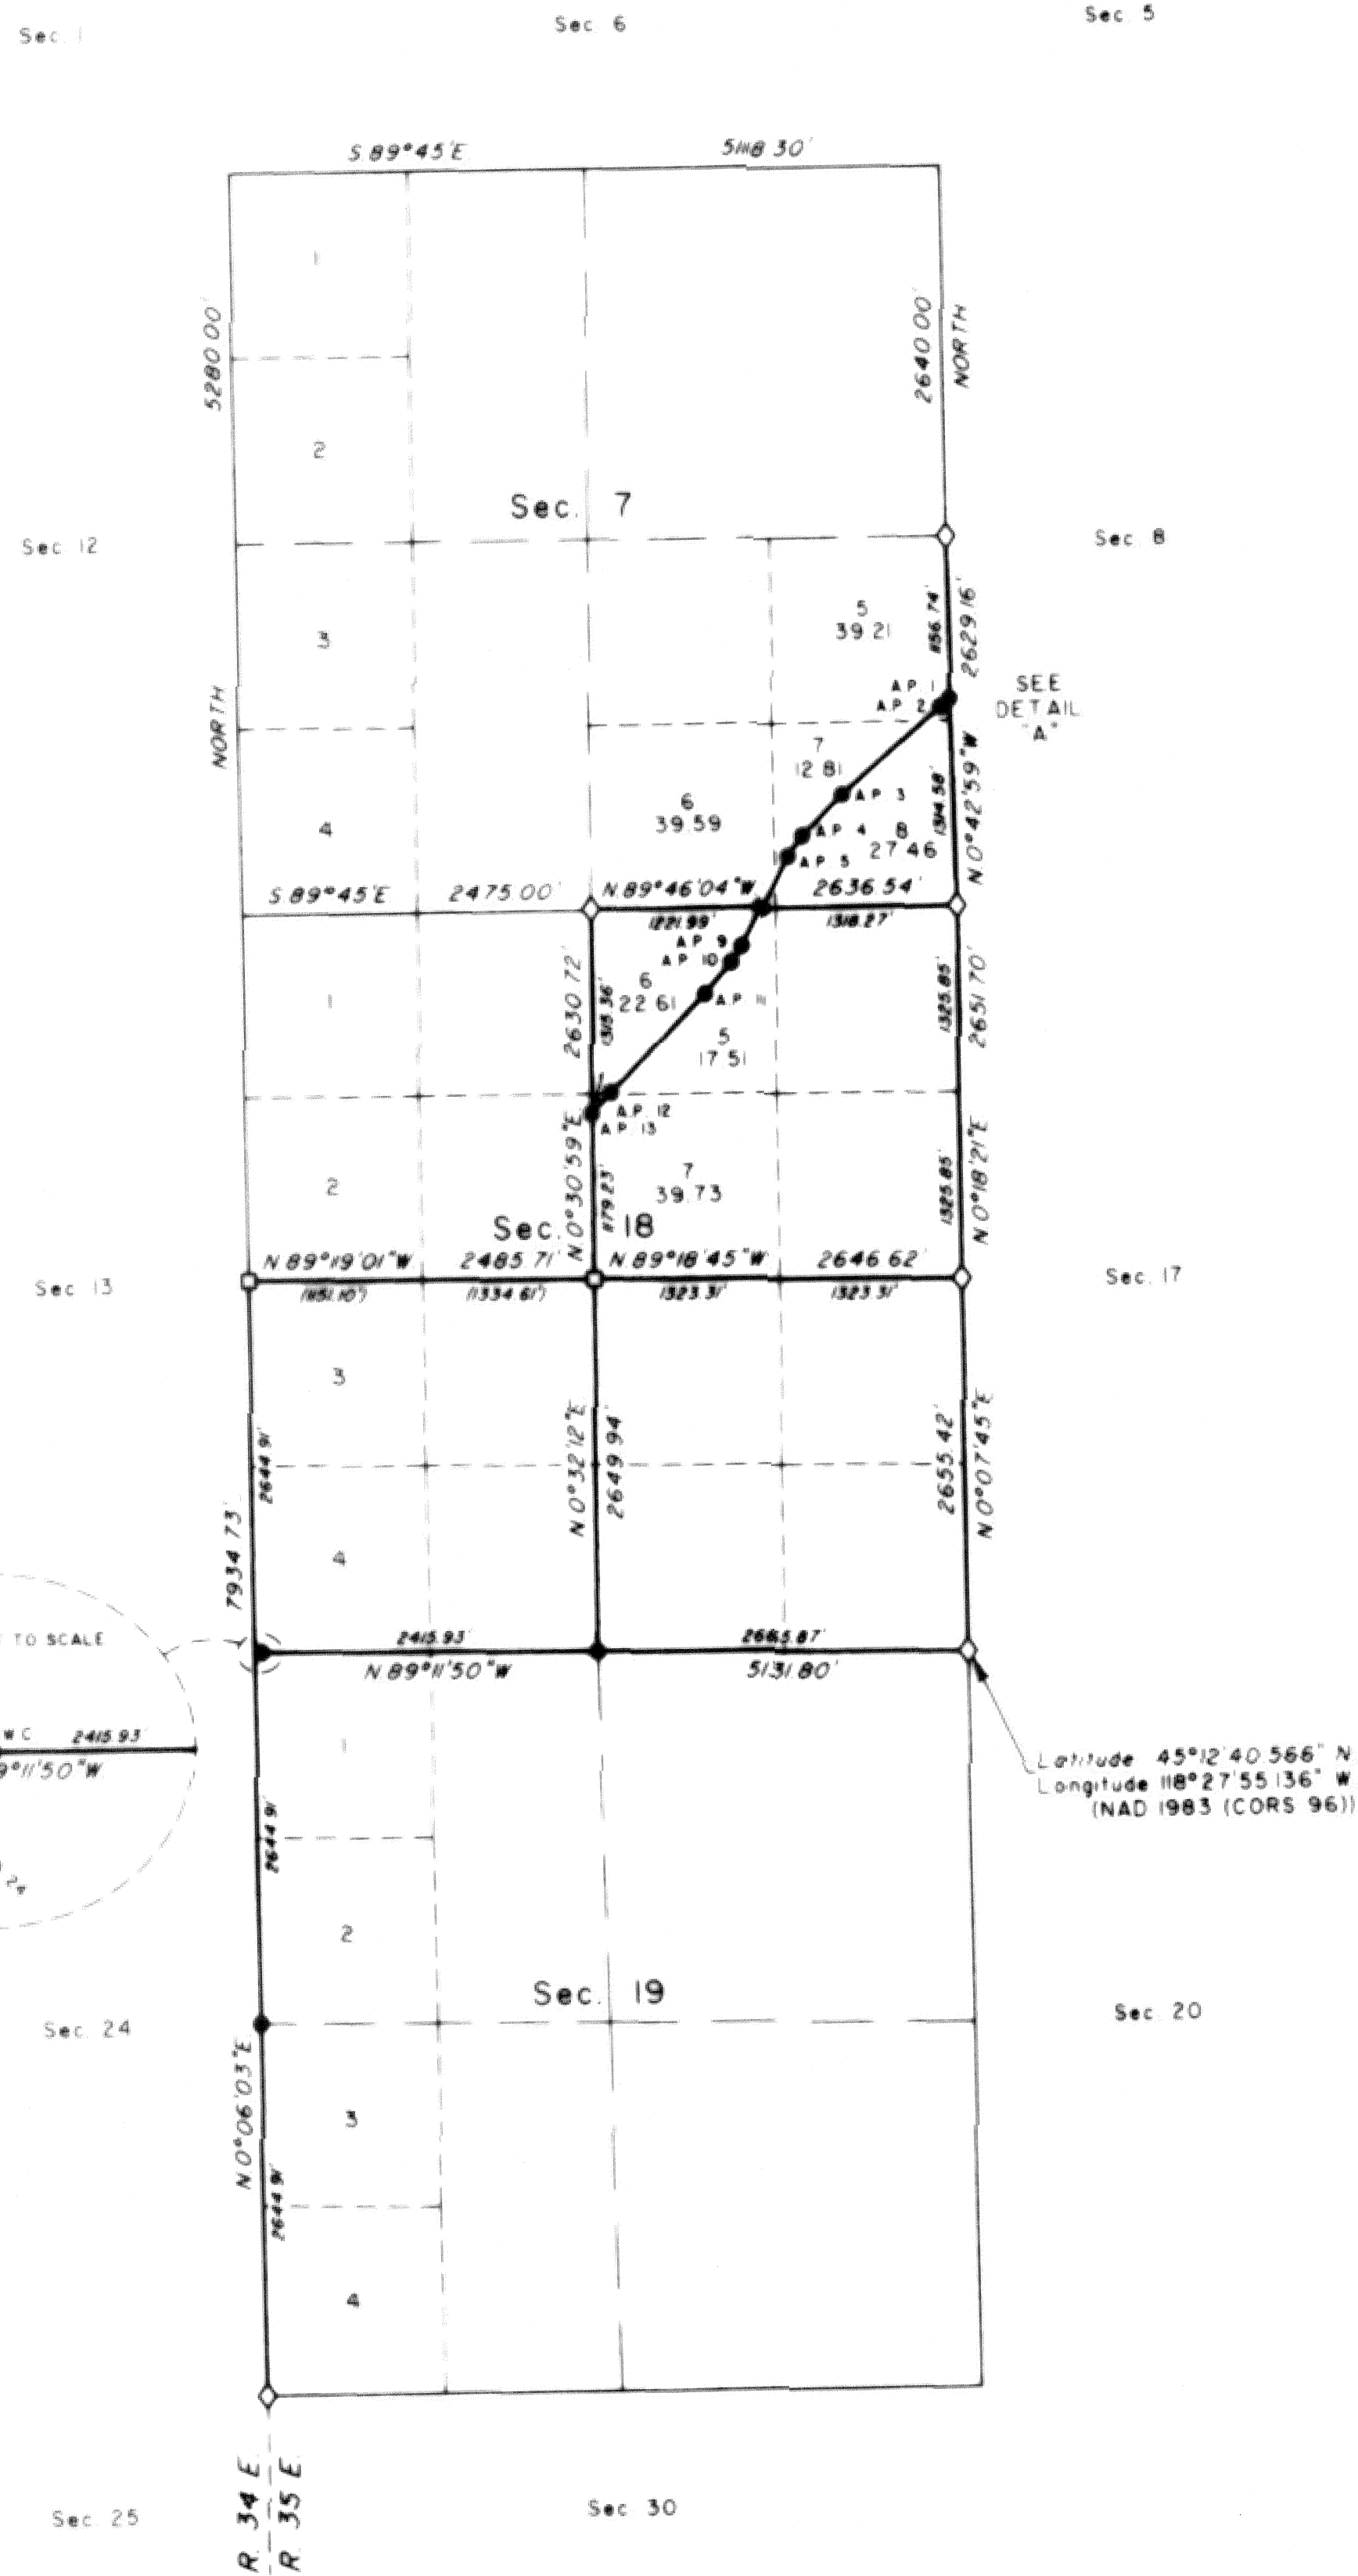 Sec. 1
Sec. 6
Sec. 5
S 89°45'E
5118 30'
1
5280 00'
2640 00'
NORTH
2
Sec. 7
Sec. 12
Sec. 8
5
39 21
1156. 74'
2629 16'
3
NORTH
A P. 1
A P. 2
SEE
DETAIL
"A"
7
12 81
A P. 3
6
39.59
4
A P. 4
8
27 46
1314.58'
N 0°42'59"W
A P. 5
S 89°45'E
2475 00'
N. 89°46'04"W
2636 54'
1221.99'
1318.27'
A P. 9
A P. 10
6
22 61
A.P. 11
1
2630 72'
1315.36'
5
17 51
1325.85'
2651 70'
A.P. 12
A P. 13
N 0°30'59"E
2
7
39.73
1179.23'
1325.85'
N 0°18'21"E
Sec. 18
N 89°19'01"W
2485 71'
N 89°18'45"W
2646 62'
(1151.10')
(1334 61')
1323.31'
1323.31'
Sec 13
Sec. 17
3
2644 91'
N 0°32'12"E
2649 94'
2655.42'
N 0°07'45"E
7934 73'
4
TO SCALE
2415.93'
2665.87'
N 89°11'50"W
5131.80'
W C 2415 93'
9°11'50"W
1
Latitude 45°12'40 566" N
Longitude 118°27'55 136" W
(NAD 1983 (CORS 96))
2644 91'
2
Sec. 19
Sec. 24
Sec. 20
N 0°06'03"E
3
2644 91'
4
R. 34 E.
R. 35 E.
Sec. 25
Sec 30